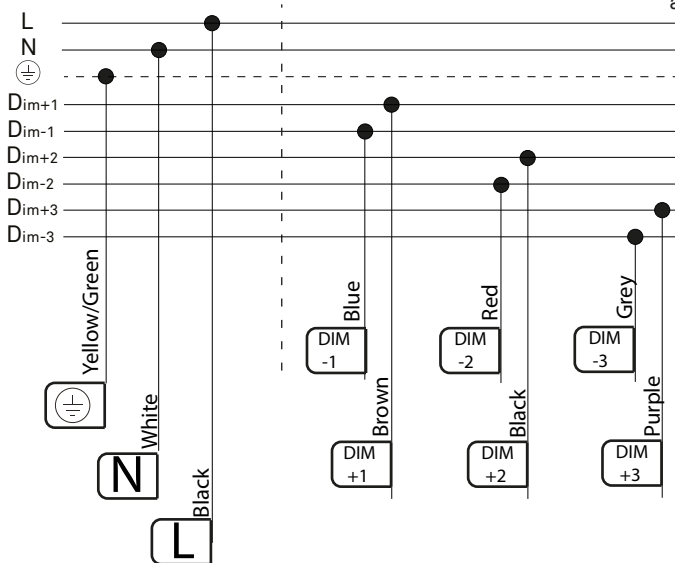 L
N
Dim+1
Dim-1
Dim+2
Dim-2
Dim+3
Dim-3
Yellow/Green
White
N
Black
L
Blue
DIM
-1
Brown
DIM
+1
Red
DIM
-2
Black
DIM
+2
Grey
DIM
-3
Purple
DIM
+3